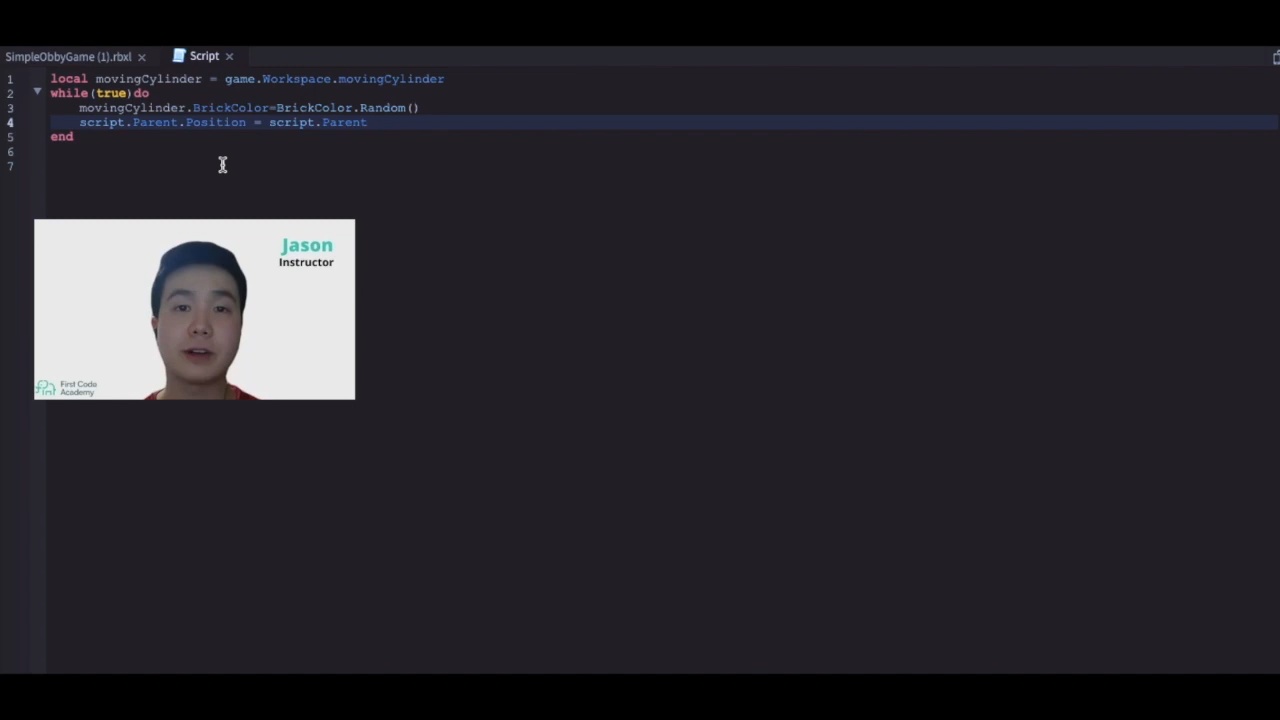 SimpleObbyGame (1).rbxl
Script
1 local movingCylinder = game.Workspace.movingCylinder
2 while(true)do
3 movingCylinder.BrickColor=BrickColor.Random()
4 script.Parent.Position = script.Parent
5 end
6
7
Jason
Instructor
First Code
Academy